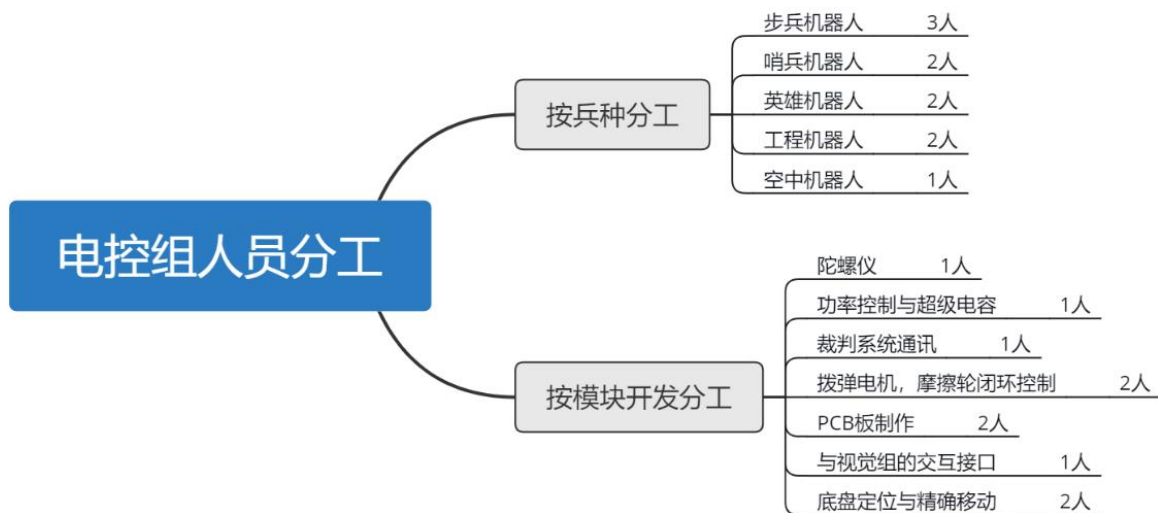 电控组人员分工
按兵种分工
步兵机器人 3人
哨兵机器人 2人
英雄机器人 2人
工程机器人 2人
空中机器人 1人
按模块开发分工
陀螺仪 1人
功率控制与超级电容 1人
裁判系统通讯 1人
拨弹电机，摩擦轮闭环控制 2人
PCB板制作 2人
与视觉组的交互接口 1人
底盘定位与精确移动 2人